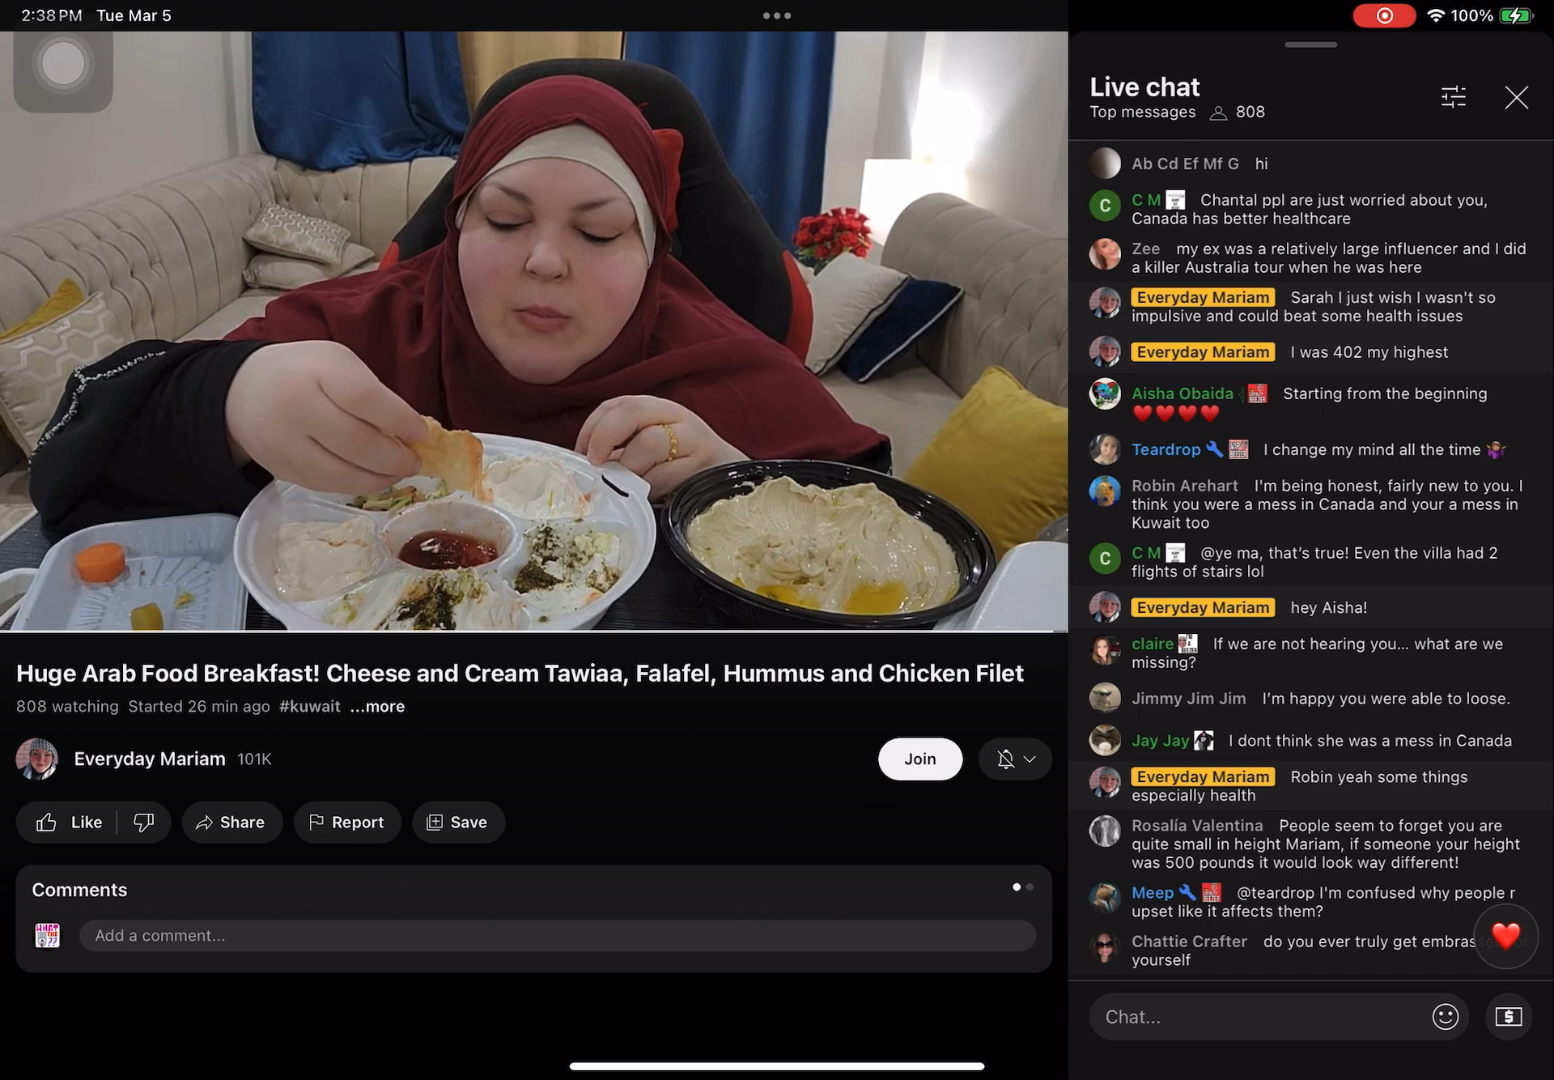 2:38 PM Tue Mar 5
100%
Live chat
Top messages 808
Ab Cd Ef Mf G hi
C M Chantal ppl are just worried about you,
Canada has better healthcare
Zee my ex was a relatively large influencer and I did
a killer Australia tour when he was here
Everyday Mariam Sarah I just wish I wasn't so
impulsive and could beat some health issues
Everyday Mariam I was 402 my highest
Aisha Obaida Starting from the beginning
❤️❤️❤️❤️
Teardrop I change my mind all the time
Robin Arehart I'm being honest, fairly new to you. I
think you were a mess in Canada and your a mess in
Kuwait too
C M @ye ma, that's true! Even the villa had 2
flights of stairs lol
Everyday Mariam hey Aisha!
claire If we are not hearing you... what are we
missing?
Jimmy Jim Jim I'm happy you were able to loose.
Jay Jay I dont think she was a mess in Canada
Everyday Mariam Robin yeah some things
especially health
Rosalía Valentina People seem to forget you are
quite small in height Mariam, if someone your height
was 500 pounds it would look way different!
Meep @teardrop I'm confused why people r
upset like it affects them?
Chattie Crafter do you ever truly get
yourself
Chat...
Huge Arab Food Breakfast! Cheese and Cream Tawiaa, Falafel, Hummus and Chicken Filet
808 watching Started 26 min ago #kuwait ...more
Everyday Mariam 101K
Join
Like Share Report Save
Comments
Add a comment...